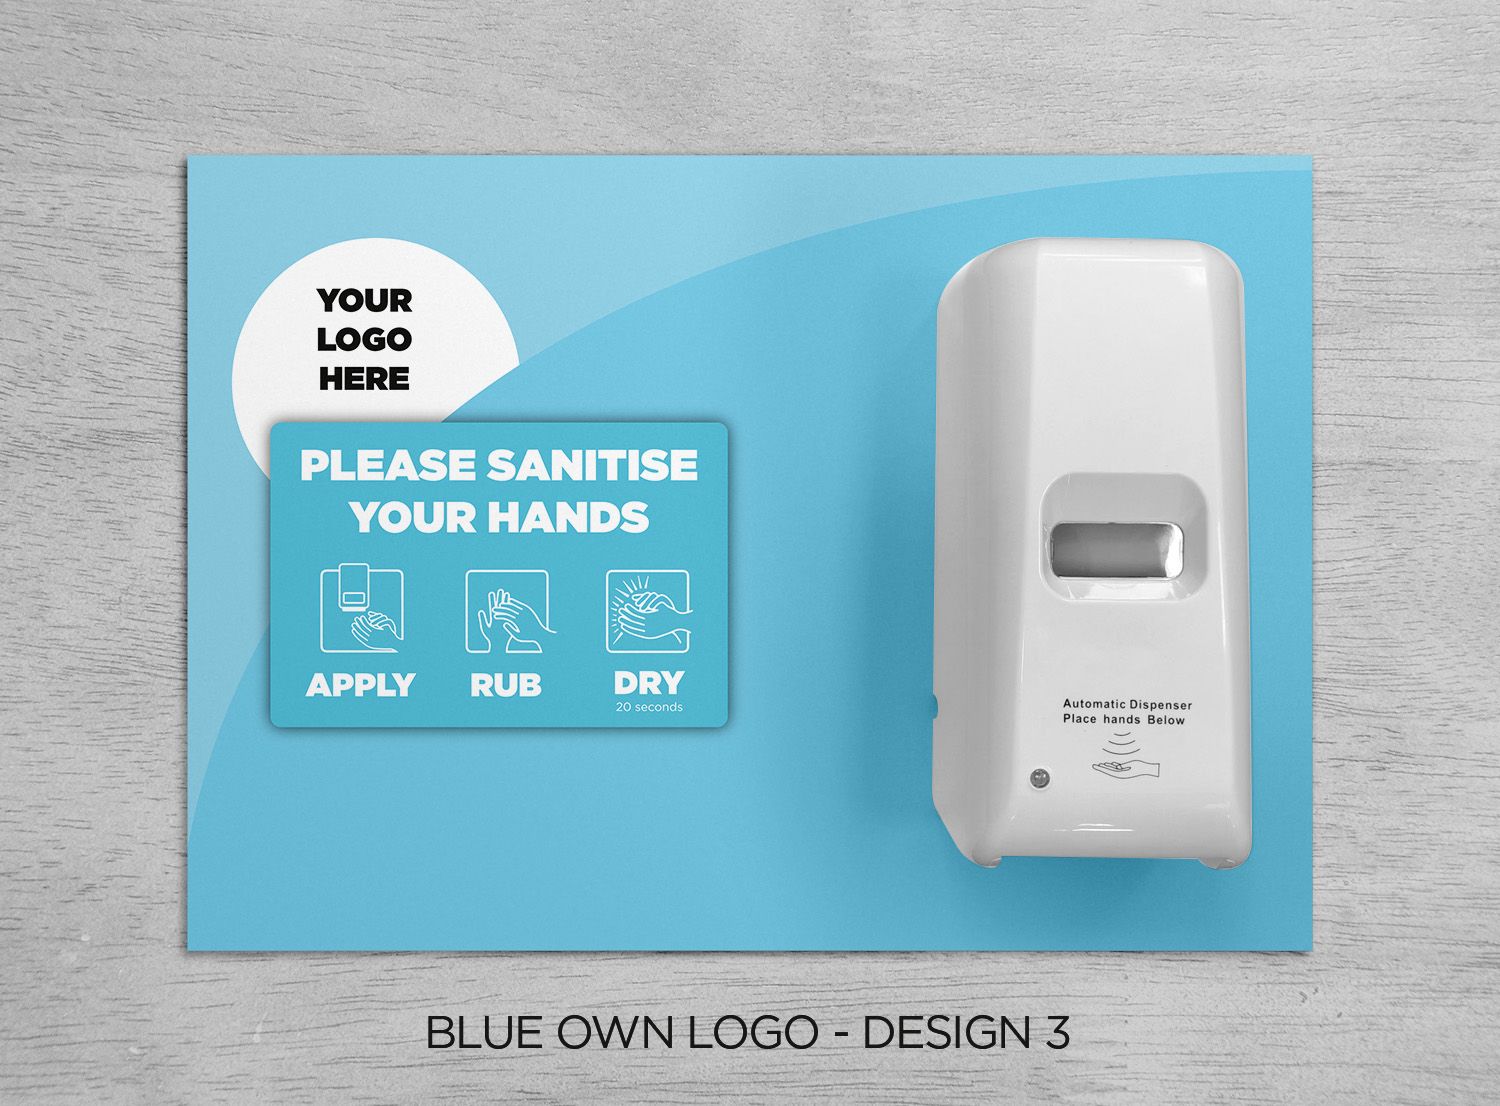 YOUR
LOGO
HERE
PLEASE SANITISE
YOUR HANDS
APPLY
RUB
DRY
20 seconds
Automatic Dispenser
Place hands Below
BLUE OWN LOGO - DESIGN 3